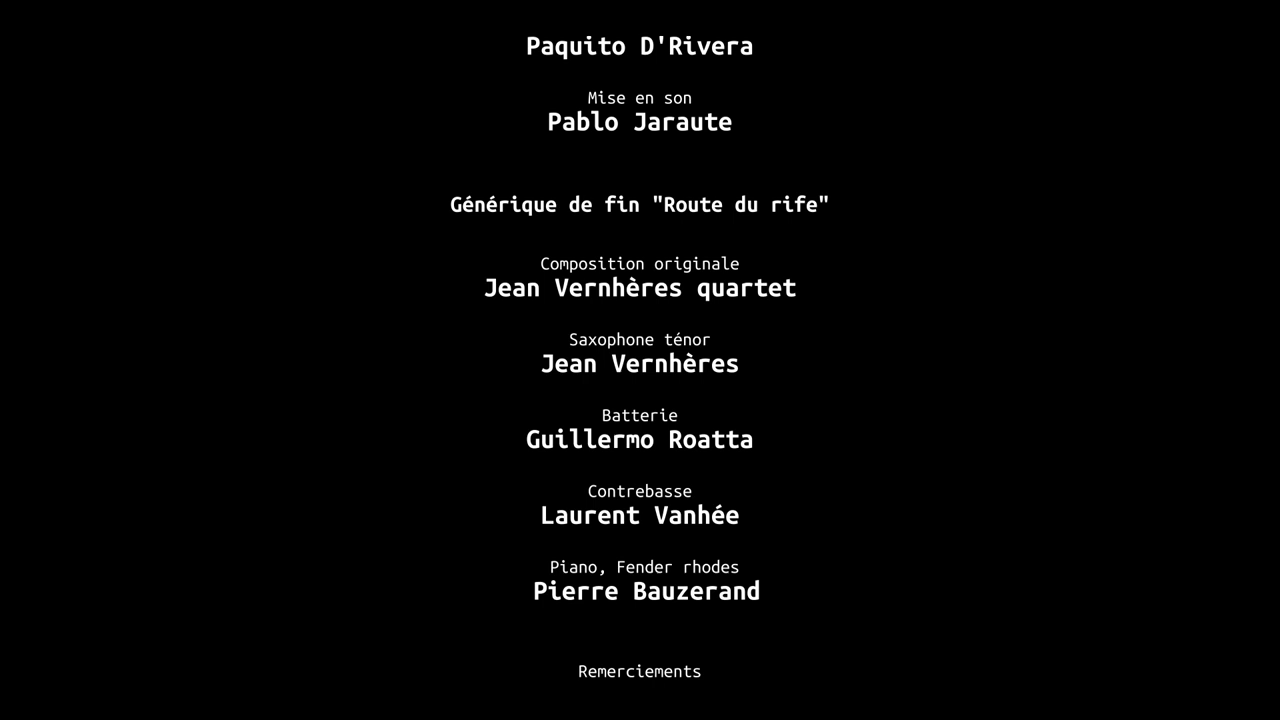 Paquito D'Rivera
Mise en son
Pablo Jaraute
Générique de fin "Route du rife"
Composition originale
Jean Vernhères quartet
Saxophone ténor
Jean Vernhères
Batterie
Guillermo Roatta
Contrebasse
Laurent Vanhée
Piano, Fender rhodes
Pierre Bauzerand
Remerciements